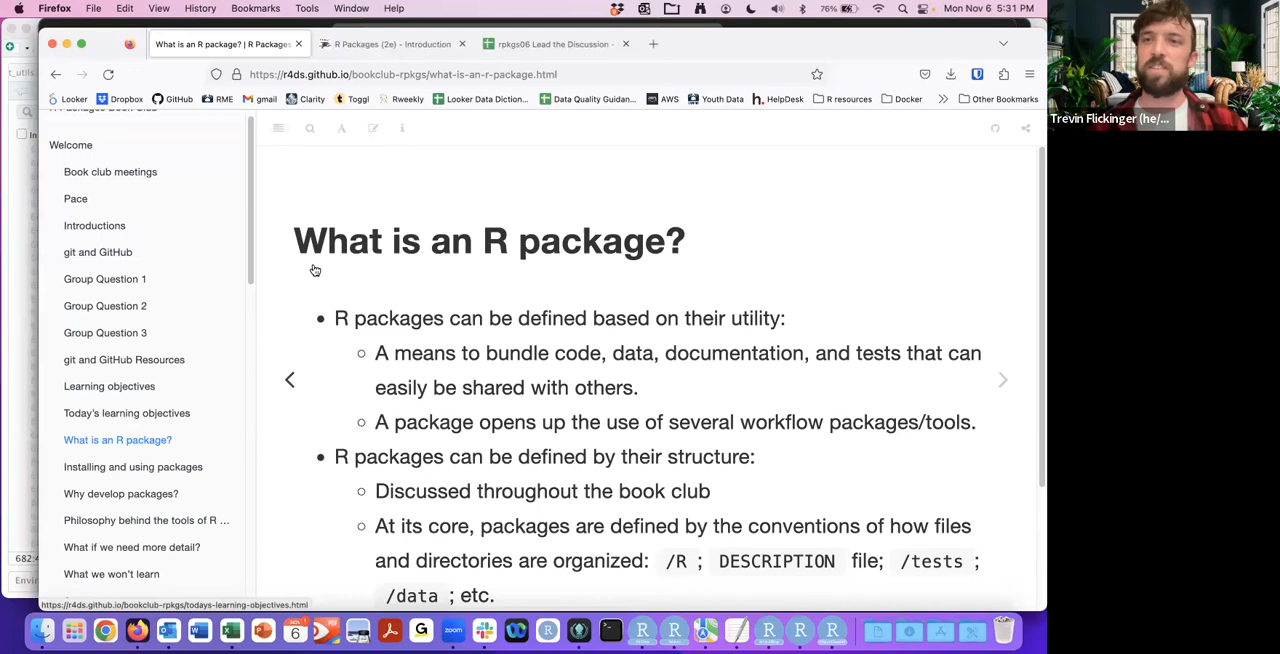 Firefox File Edit View History Bookmarks Tools Window Help
76% Mon Nov 6 5:31 PM
What is an R package? | R Packages
R Packages (2e) - Introduction
rpkgs06 Lead the Discussion -
https://r4ds.github.io/bookclub-rpkgs/what-is-an-r-package.html
Looker Dropbox GitHub RME gmail Clarity Toggl Rweekly Looker Data Diction... Data Quality Guidan... AWS Youth Data HelpDesk R resources Docker Other Bookmarks
Trevin Flickinger (he/...
Welcome
Book club meetings
Pace
Introductions
git and GitHub
Group Question 1
Group Question 2
Group Question 3
git and GitHub Resources
Learning objectives
Today's learning objectives
What is an R package?
Installing and using packages
Why develop packages?
Philosophy behind the tools of R ...
What if we need more detail?
What we won't learn
What is an R package?
R packages can be defined based on their utility:
A means to bundle code, data, documentation, and tests that can
easily be shared with others.
A package opens up the use of several workflow packages/tools.
R packages can be defined by their structure:
Discussed throughout the book club
At its core, packages are defined by the conventions of how files
and directories are organized: /R ; DESCRIPTION file; /tests ;
/data ; etc.
https://r4ds.github.io/bookclub-rpkgs/todays-learning-objectives.html